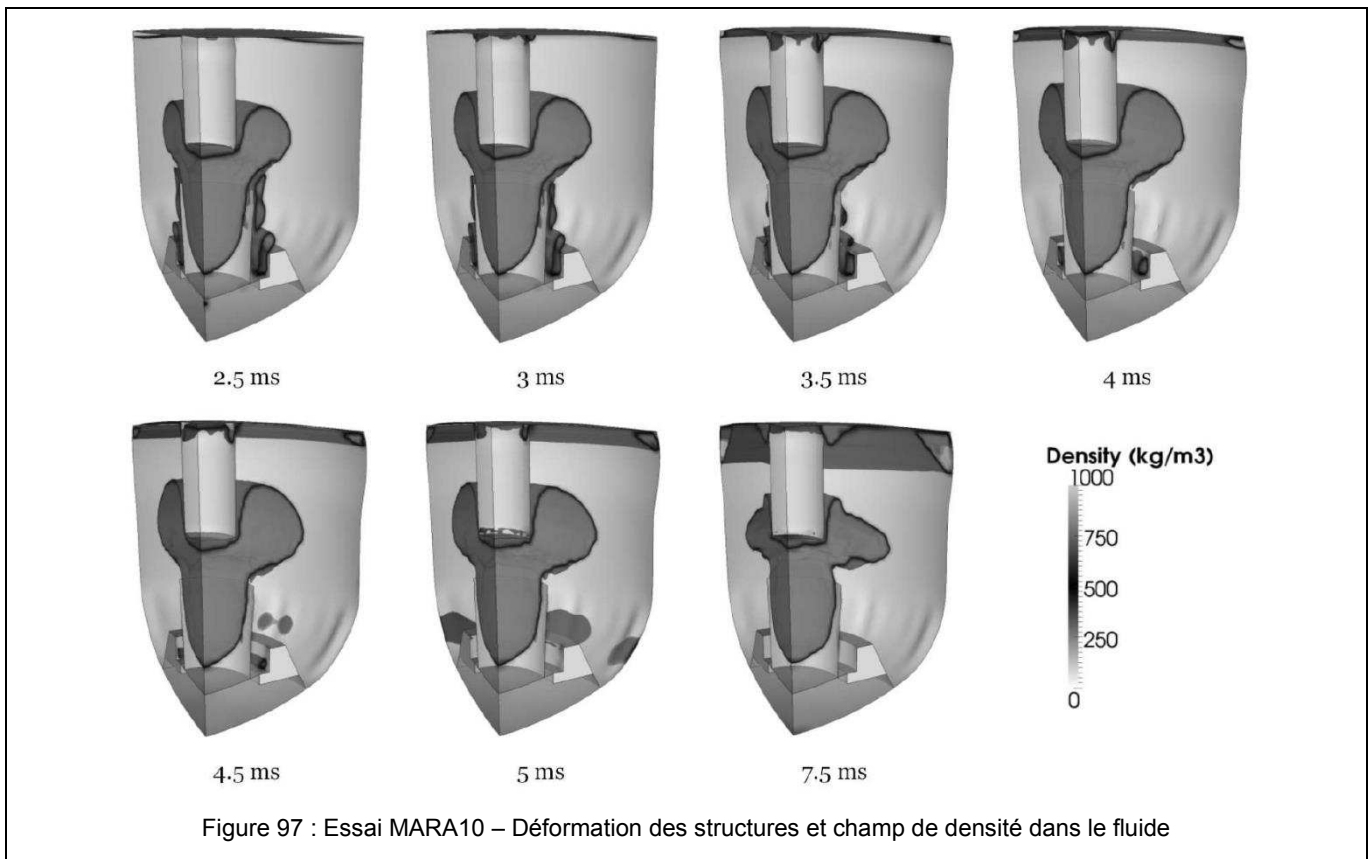 2.5 ms
3 ms
3.5 ms
4 ms
4.5 ms
5 ms
7.5 ms
Density (kg/m3)
1000
750
500
250
0
Figure 97 : Essai MARA10 – Déformation des structures et champ de densité dans le fluide